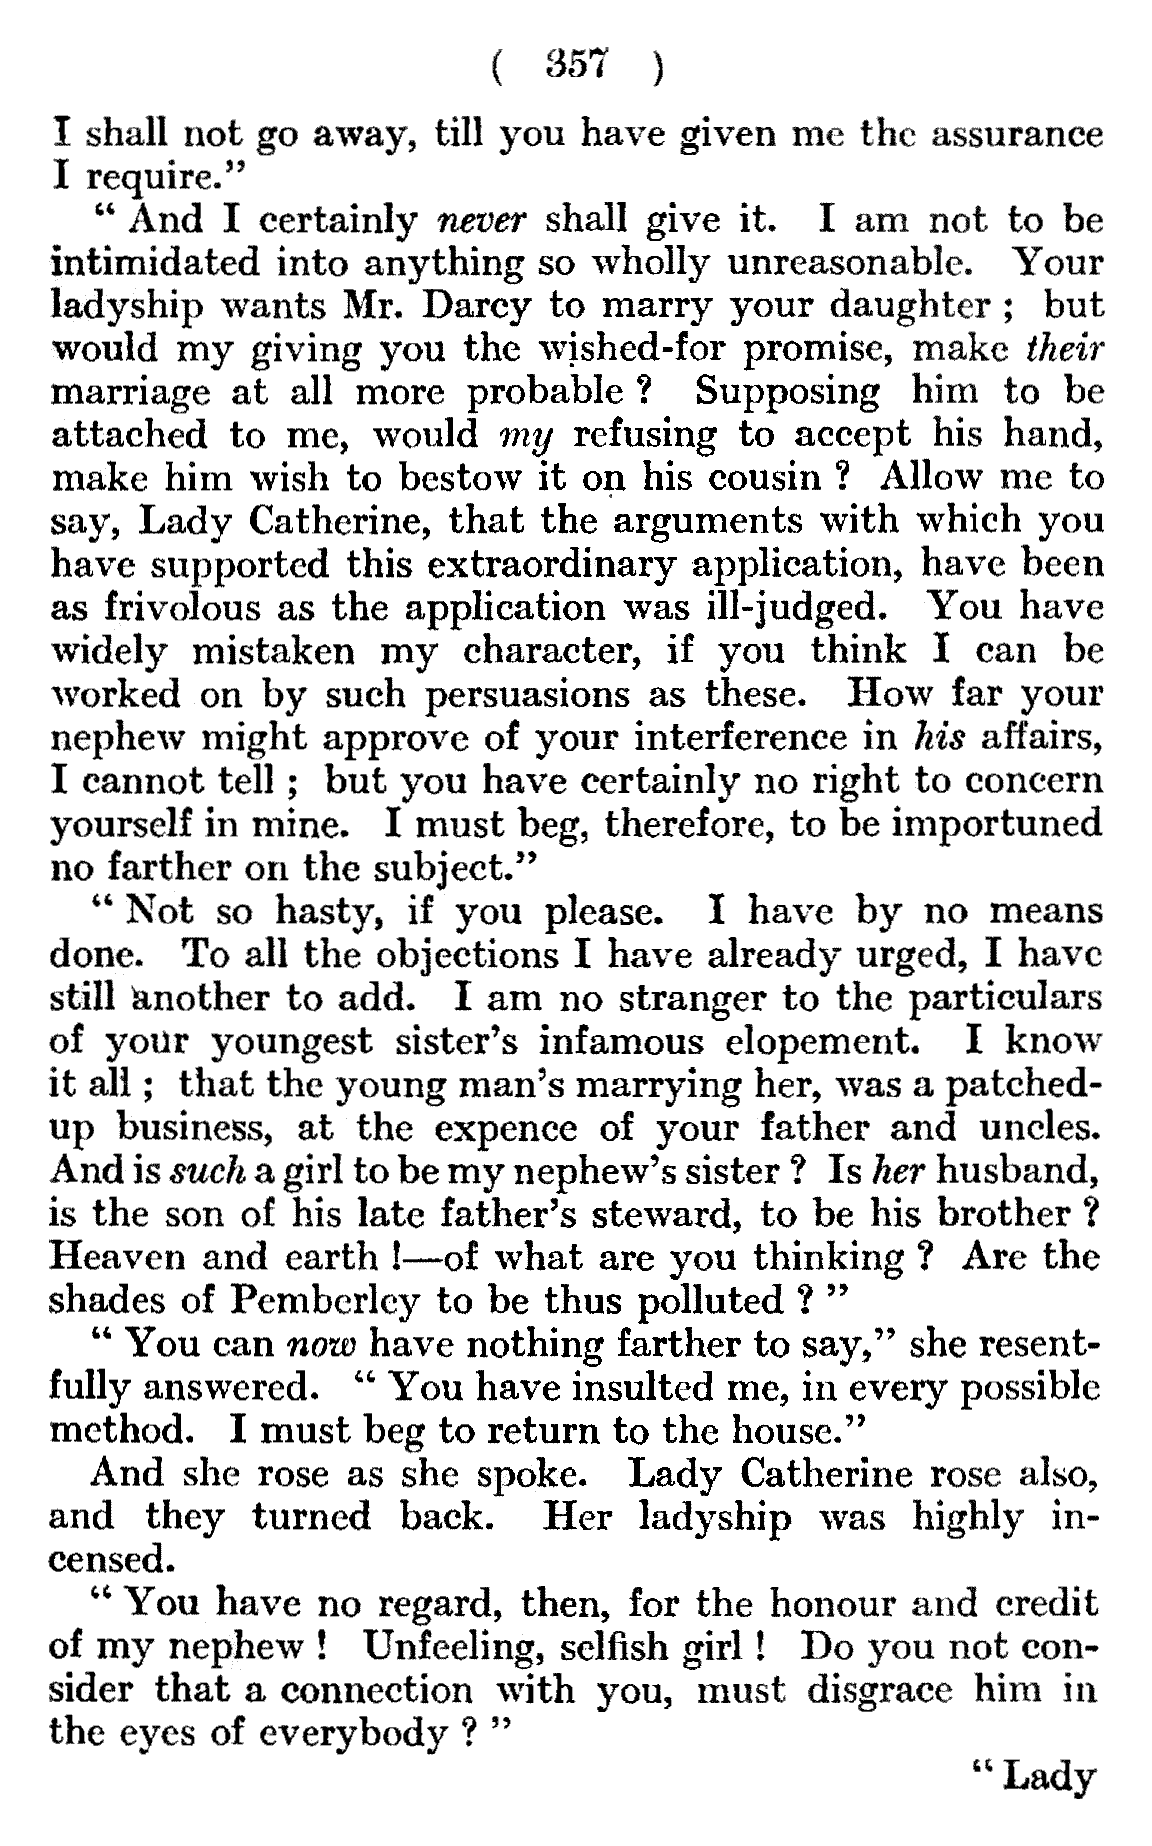 ( 357 )
I shall not go away, till you have given me the assurance
I require.”
“ And I certainly never shall give it. I am not to be
intimidated into anything so wholly unreasonable. Your
ladyship wants Mr. Darcy to marry your daughter ; but
would my giving you the wished-for promise, make their
marriage at all more probable ? Supposing him to be
attached to me, would my refusing to accept his hand,
make him wish to bestow it on his cousin ? Allow me to
say, Lady Catherine, that the arguments with which you
have supported this extraordinary application, have been
as frivolous as the application was ill-judged. You have
widely mistaken my character, if you think I can be
worked on by such persuasions as these. How far your
nephew might approve of your interference in his affairs,
I cannot tell ; but you have certainly no right to concern
yourself in mine. I must beg, therefore, to be importuned
no farther on the subject.”
“ Not so hasty, if you please. I have by no means
done. To all the objections I have already urged, I have
still another to add. I am no stranger to the particulars
of your youngest sister’s infamous elopement. I know
it all ; that the young man’s marrying her, was a patched-
up business, at the expence of your father and uncles.
And is such a girl to be my nephew’s sister ? Is her husband,
is the son of his late father’s steward, to be his brother ?
Heaven and earth !—of what are you thinking ? Are the
shades of Pemberley to be thus polluted ? ”
“ You can now have nothing farther to say,” she resent-
fully answered. “ You have insulted me, in every possible
method. I must beg to return to the house.”
And she rose as she spoke. Lady Catherine rose also,
and they turned back. Her ladyship was highly in-
censed.
“ You have no regard, then, for the honour and credit
of my nephew ! Unfeeling, selfish girl ! Do you not con-
sider that a connection with you, must disgrace him in
the eyes of everybody ? ”
“ Lady